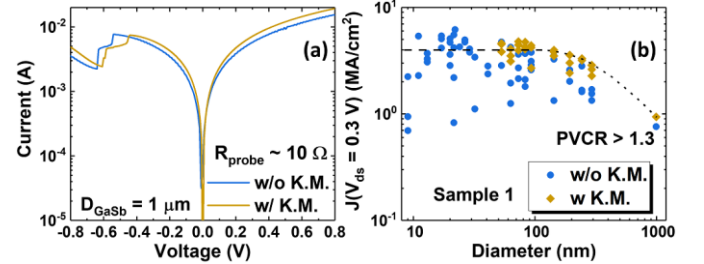 10⁻²
10⁻³
10⁻⁴
10⁻⁵
Current (A)
(a)
R_probe ~ 10 Ω
w/o K.M.
w/ K.M.
D_GaSb = 1 μm
-0.8 -0.6 -0.4 -0.2 0.0 0.2 0.4 0.6 0.8
Voltage (V)
10¹
10⁰
10⁻¹
J(V_ds = 0.3 V) (MA/cm²)
(b)
PVCR > 1.3
w/o K.M.
w K.M.
Sample 1
10 100 1000
Diameter (nm)